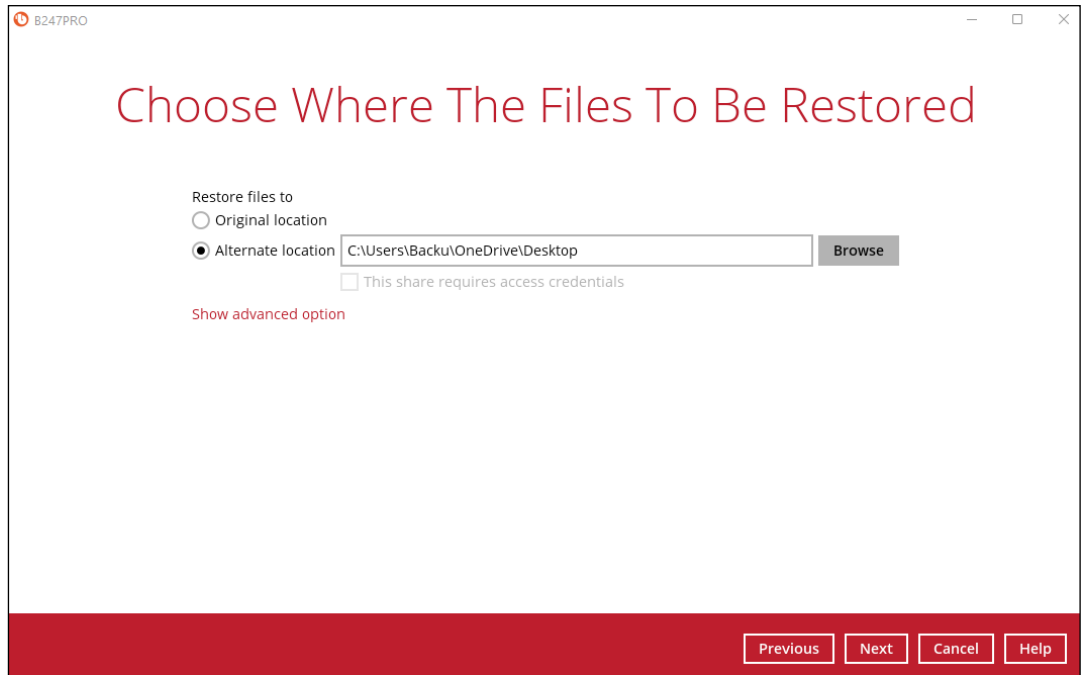 B247PRO
Choose Where The Files To Be Restored
Restore files to
Original location
Alternate location C:\Users\Backu\OneDrive\Desktop Browse
This share requires access credentials
Show advanced option
Previous Next Cancel Help